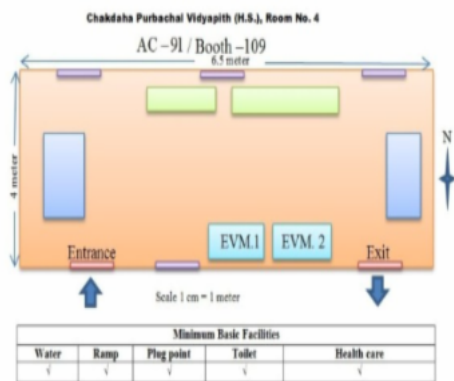 Chakdaha Purbachal Vidyapith (H.S.), Room No. 4
AC –91 / Booth –109
6.5 meter
4 meter
N
EVM.1 EVM. 2
Entrance Exit
Scale 1 cm = 1 meter
Minimum Basic Facilities
Water Ramp Plug point Toilet Health care
√ √ √ √ √